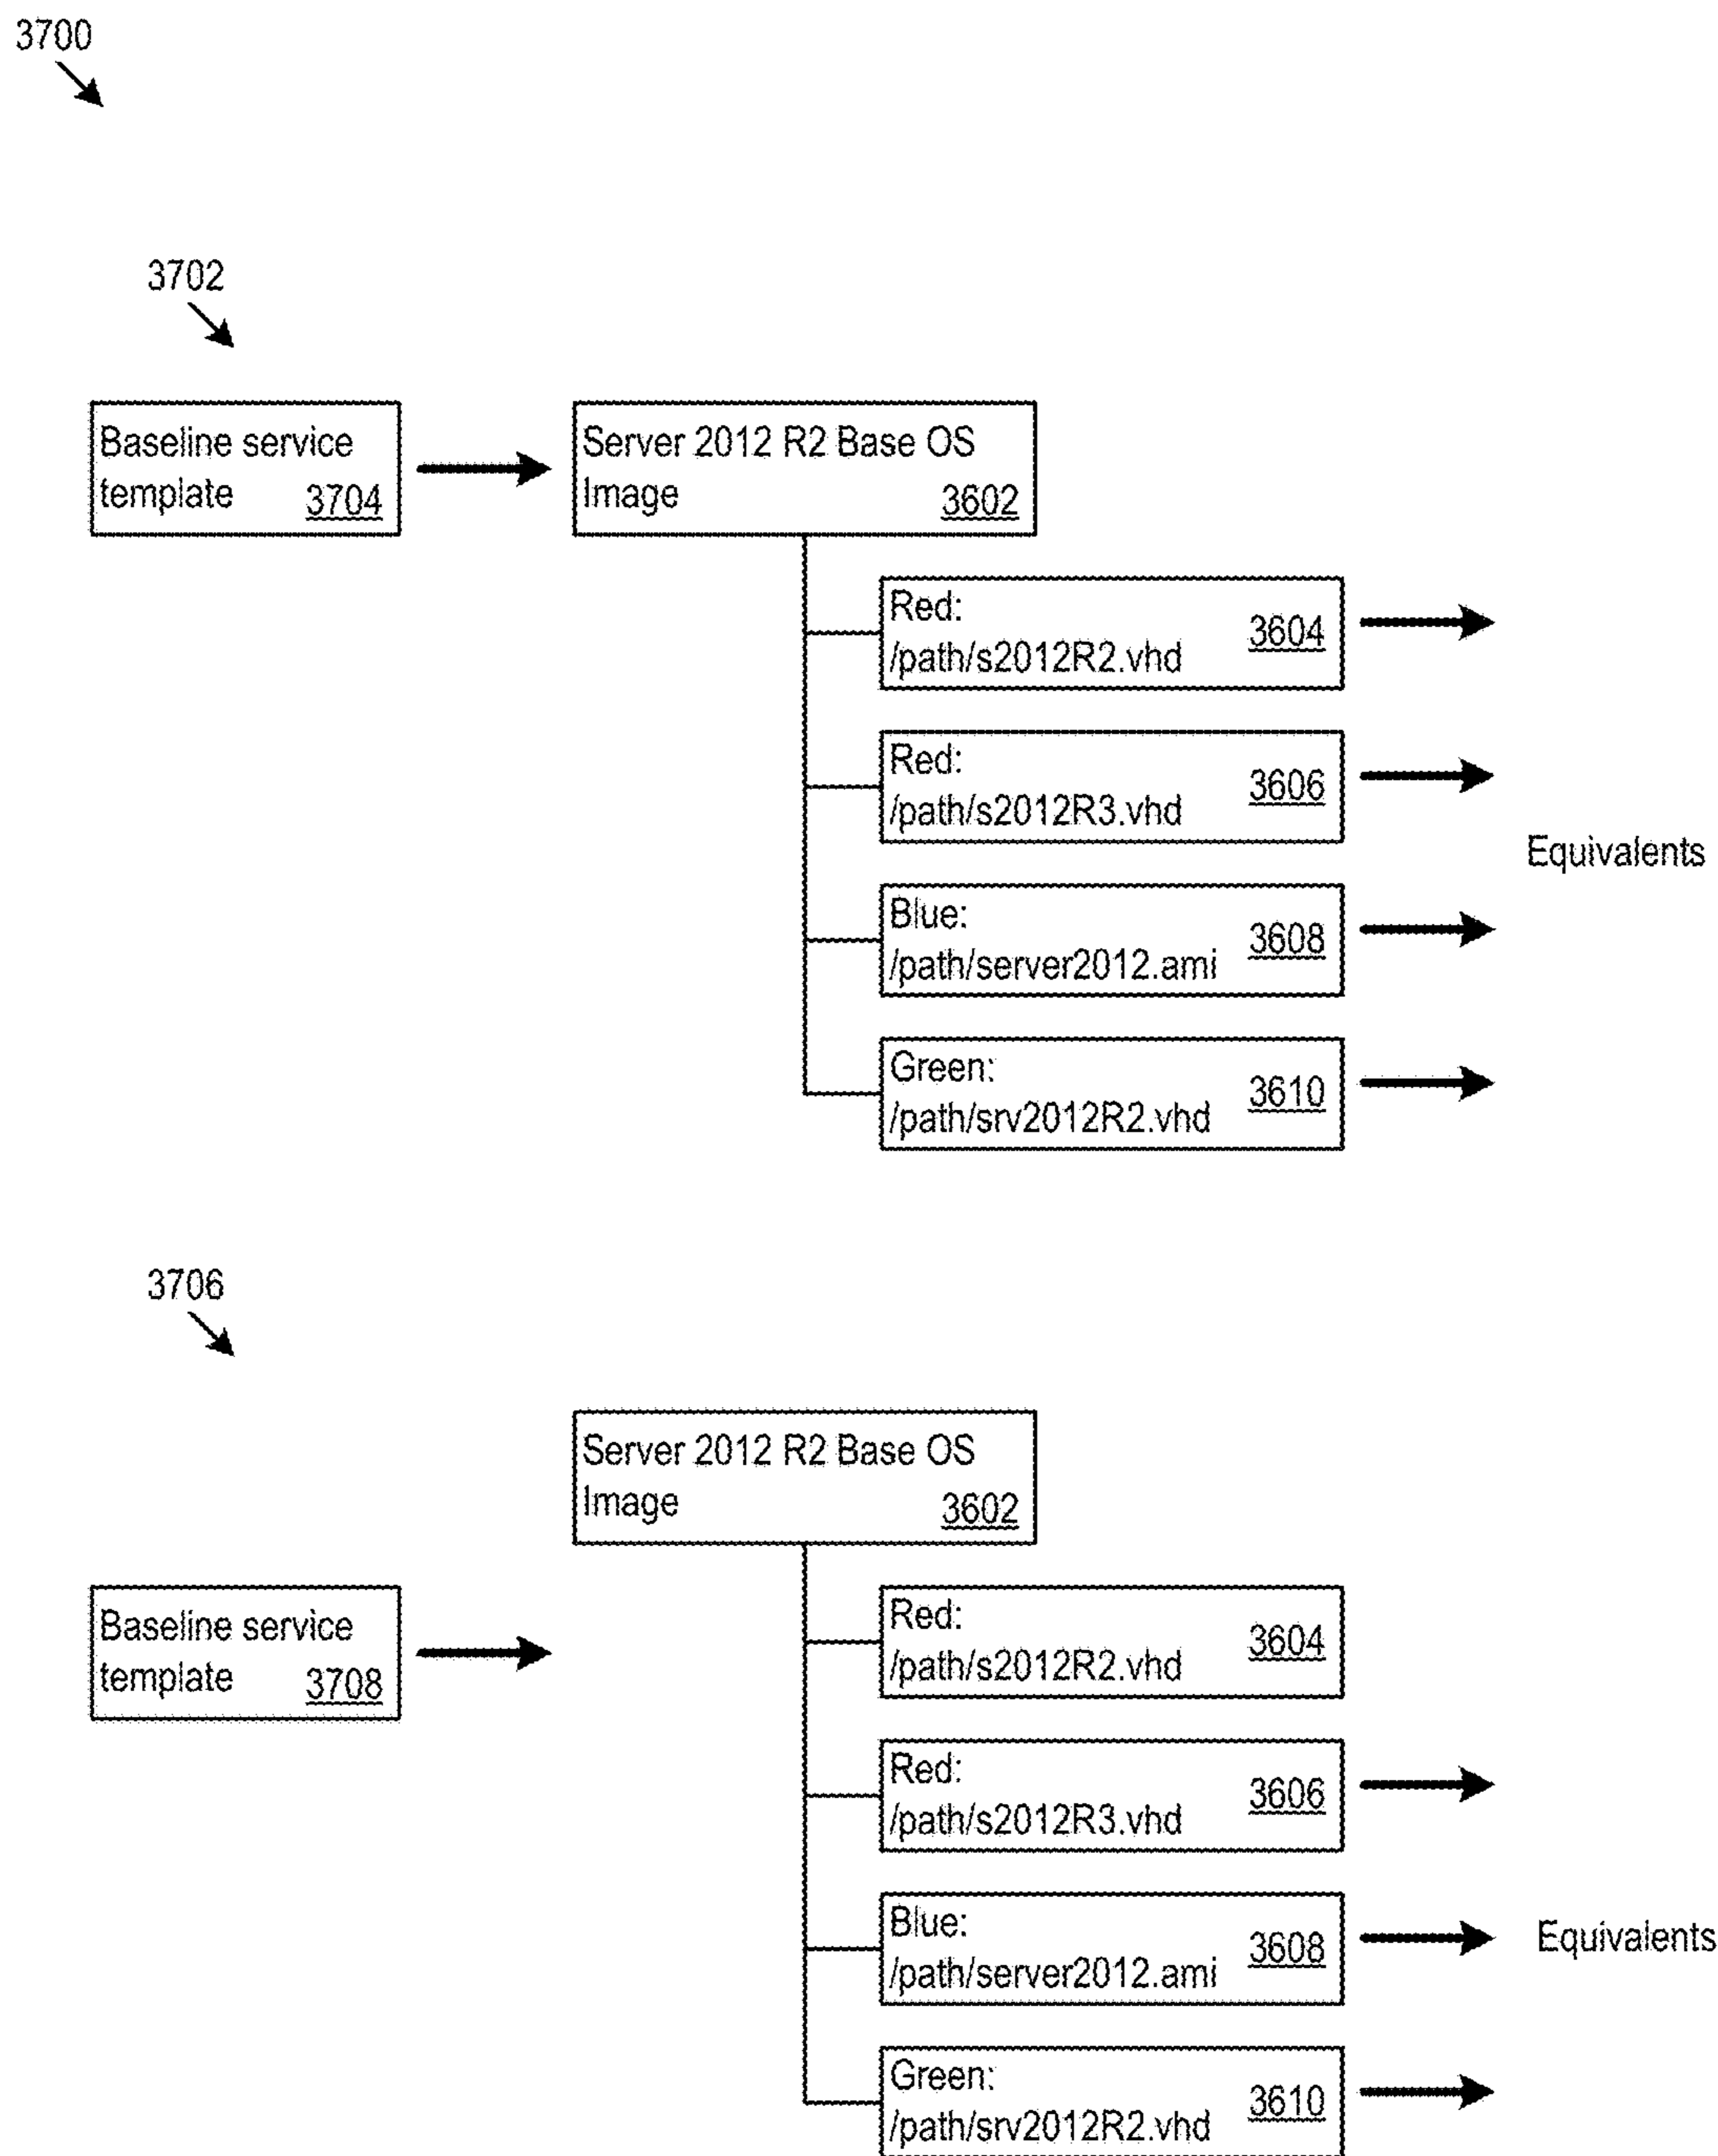 3700
3702
Baseline service
template 3704
Server 2012 R2 Base OS
Image 3602
Red:
/path/s2012R2.vhd 3604
Red:
/path/s2012R3.vhd 3606
Equivalents
Blue:
/path/server2012.ami 3608
Green:
/path/srv2012R2.vhd 3610
3706
Server 2012 R2 Base OS
Image 3602
Baseline service
template 3708
Red:
/path/s2012R2.vhd 3604
Red:
/path/s2012R3.vhd 3606
Blue:
/path/server2012.ami 3608
Equivalents
Green:
/path/srv2012R2.vhd 3610